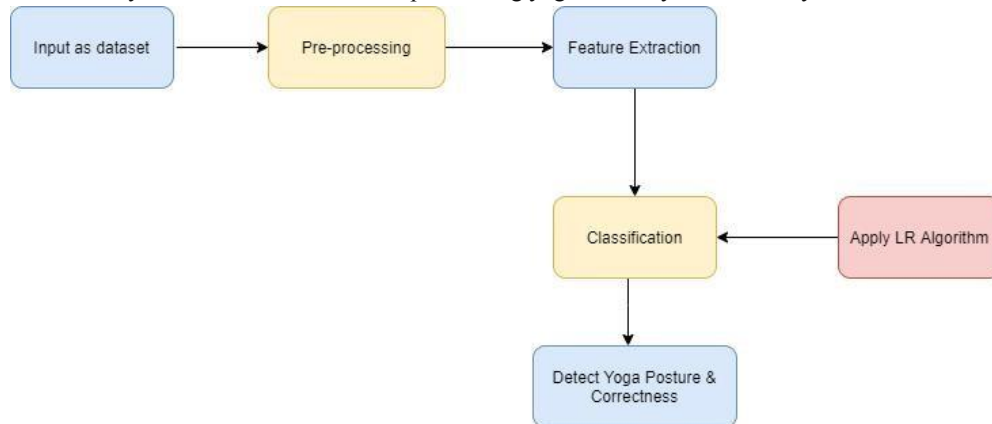 Input as dataset
Pre-processing
Feature Extraction
Classification
Apply LR Algorithm
Detect Yoga Posture &
Correctness